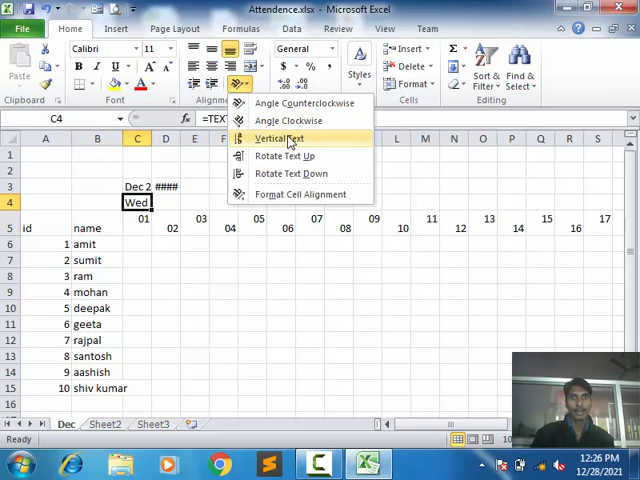 Attendence.xlsx - Microsoft Excel
File Home Insert Page Layout Formulas Data Review View Team
Calibri 11 General Insert Σ
Delete
Paste $ % , Styles Format Sort & Filter Find & Select
Clipboard Font Cells Editing
C4
Angle Counterclockwise
Angle Clockwise
Vertical Text
Rotate Text Up
Rotate Text Down
Format Cell Alignment
A B C D L M N O P Q R S
1
2
3 Dec 2 ####
4 Wed
01 03 09 11 13 15 17
5 id name 02 04 06 08 10 12 14 16
6 1 amit
7 2 sumit
8 3 ram
9 4 mohan
10 5 deepak
11 6 geeta
12 7 rajpal
13 8 santosh
14 9 aashish
15 10 shiv kumar
16
Dec Sheet2 Sheet3
Ready
12:26 PM
12/28/2021